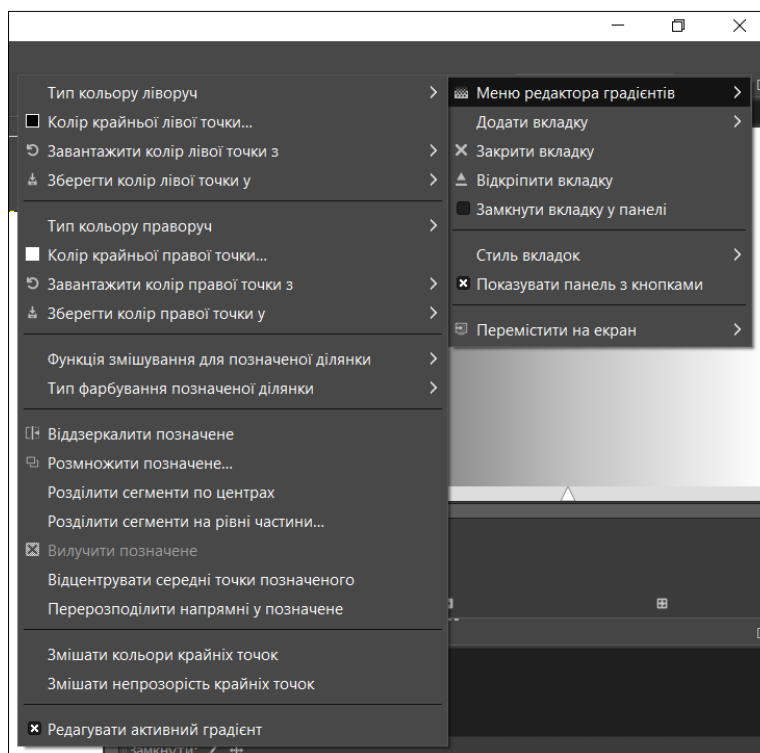 Тип кольору ліворуч
Колір крайньої лівої точки...
Завантажити колір лівої точки з
Зберегти колір лівої точки у
Тип кольору праворуч
Колір крайньої правої точки...
Завантажити колір правої точки з
Зберегти колір правої точки у
Функція змішування для позначеної ділянки
Тип фарбування позначеної ділянки
Віддзеркалити позначене
Розмножити позначене...
Розділити сегменти по центрах
Розділити сегменти на рівні частини...
Вилучити позначене
Відцентрувати середні точки позначеного
Перерозподілити напрямні у позначене
Змішати кольори крайніх точок
Змішати непрозорість крайніх точок
Редагувати активний градієнт
Меню редактора градієнтів
Додати вкладку
Закрити вкладку
Відкріпити вкладку
Замкнути вкладку у панелі
Стиль вкладок
Показувати панель з кнопками
Перемістити на екран
Замкнути: